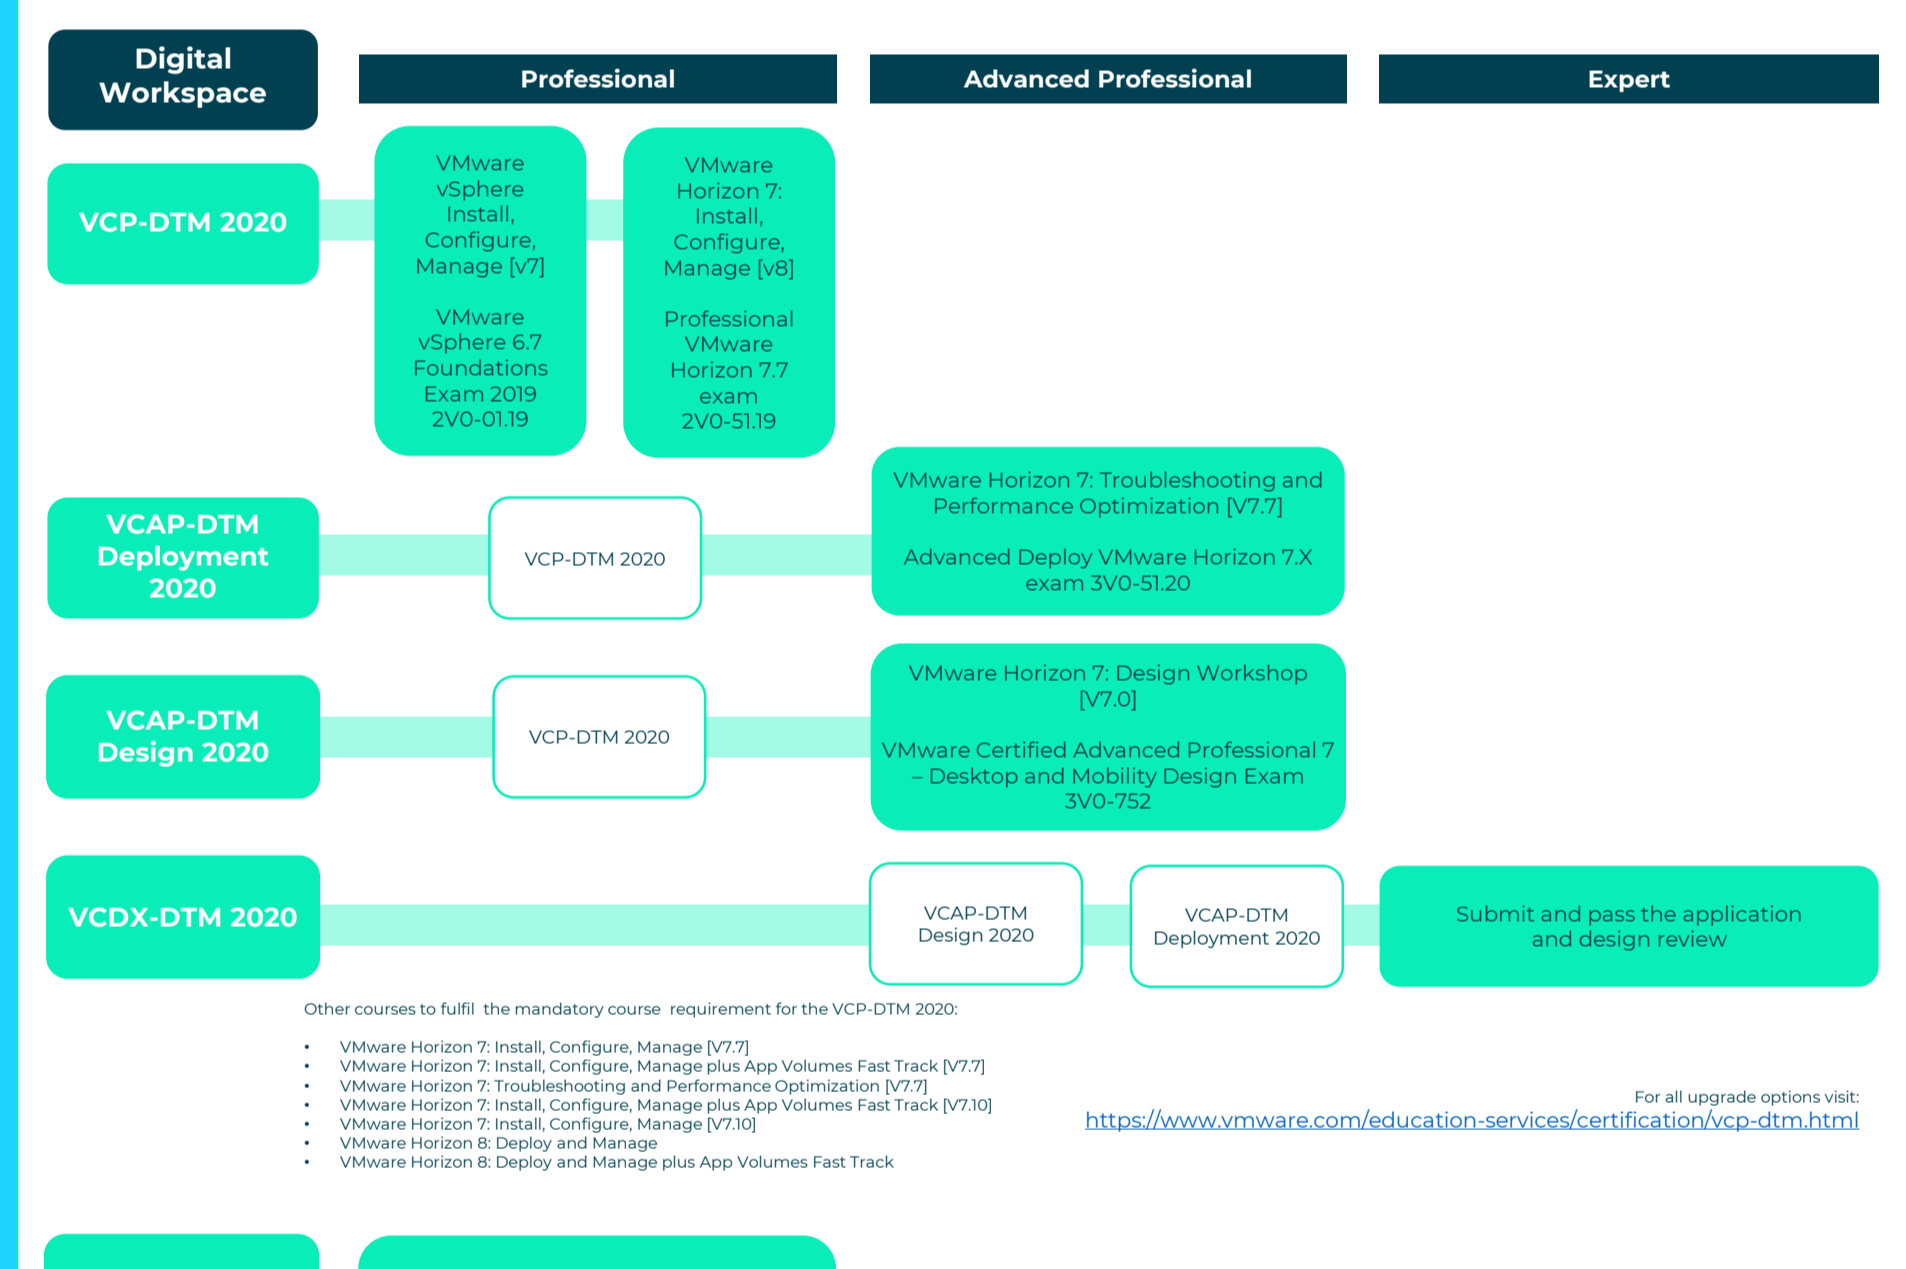 Digital
Workspace
Professional
Advanced Professional
Expert
VCP-DTM 2020
VMware
vSphere
Install,
Configure,
Manage [v7]
VMware
vSphere 6.7
Foundations
Exam 2019
2V0-01.19
VMware
Horizon 7:
Install,
Configure,
Manage [v8]
Professional
VMware
Horizon 7.7
exam
2V0-51.19
VCAP-DTM
Deployment
2020
VCP-DTM 2020
VMware Horizon 7: Troubleshooting and
Performance Optimization [V7.7]
Advanced Deploy VMware Horizon 7.X
exam 3V0-51.20
VCAP-DTM
Design 2020
VCP-DTM 2020
VMware Horizon 7: Design Workshop
[V7.0]
VMware Certified Advanced Professional 7
– Desktop and Mobility Design Exam
3V0-752
VCDX-DTM 2020
VCAP-DTM
Design 2020
VCAP-DTM
Deployment 2020
Submit and pass the application
and design review
Other courses to fulfil  the mandatory course  requirement for the VCP-DTM 2020:
• VMware Horizon 7: Install, Configure, Manage [V7.7]
• VMware Horizon 7: Install, Configure, Manage plus App Volumes Fast Track [V7.7]
• VMware Horizon 7: Troubleshooting and Performance Optimization [V7.7]
• VMware Horizon 7: Install, Configure, Manage plus App Volumes Fast Track [V7.10]
• VMware Horizon 7: Install, Configure, Manage [V7.10]
• VMware Horizon 8: Deploy and Manage
• VMware Horizon 8: Deploy and Manage plus App Volumes Fast Track
For all upgrade options visit:
https://www.vmware.com/education-services/certification/vcp-dtm.html